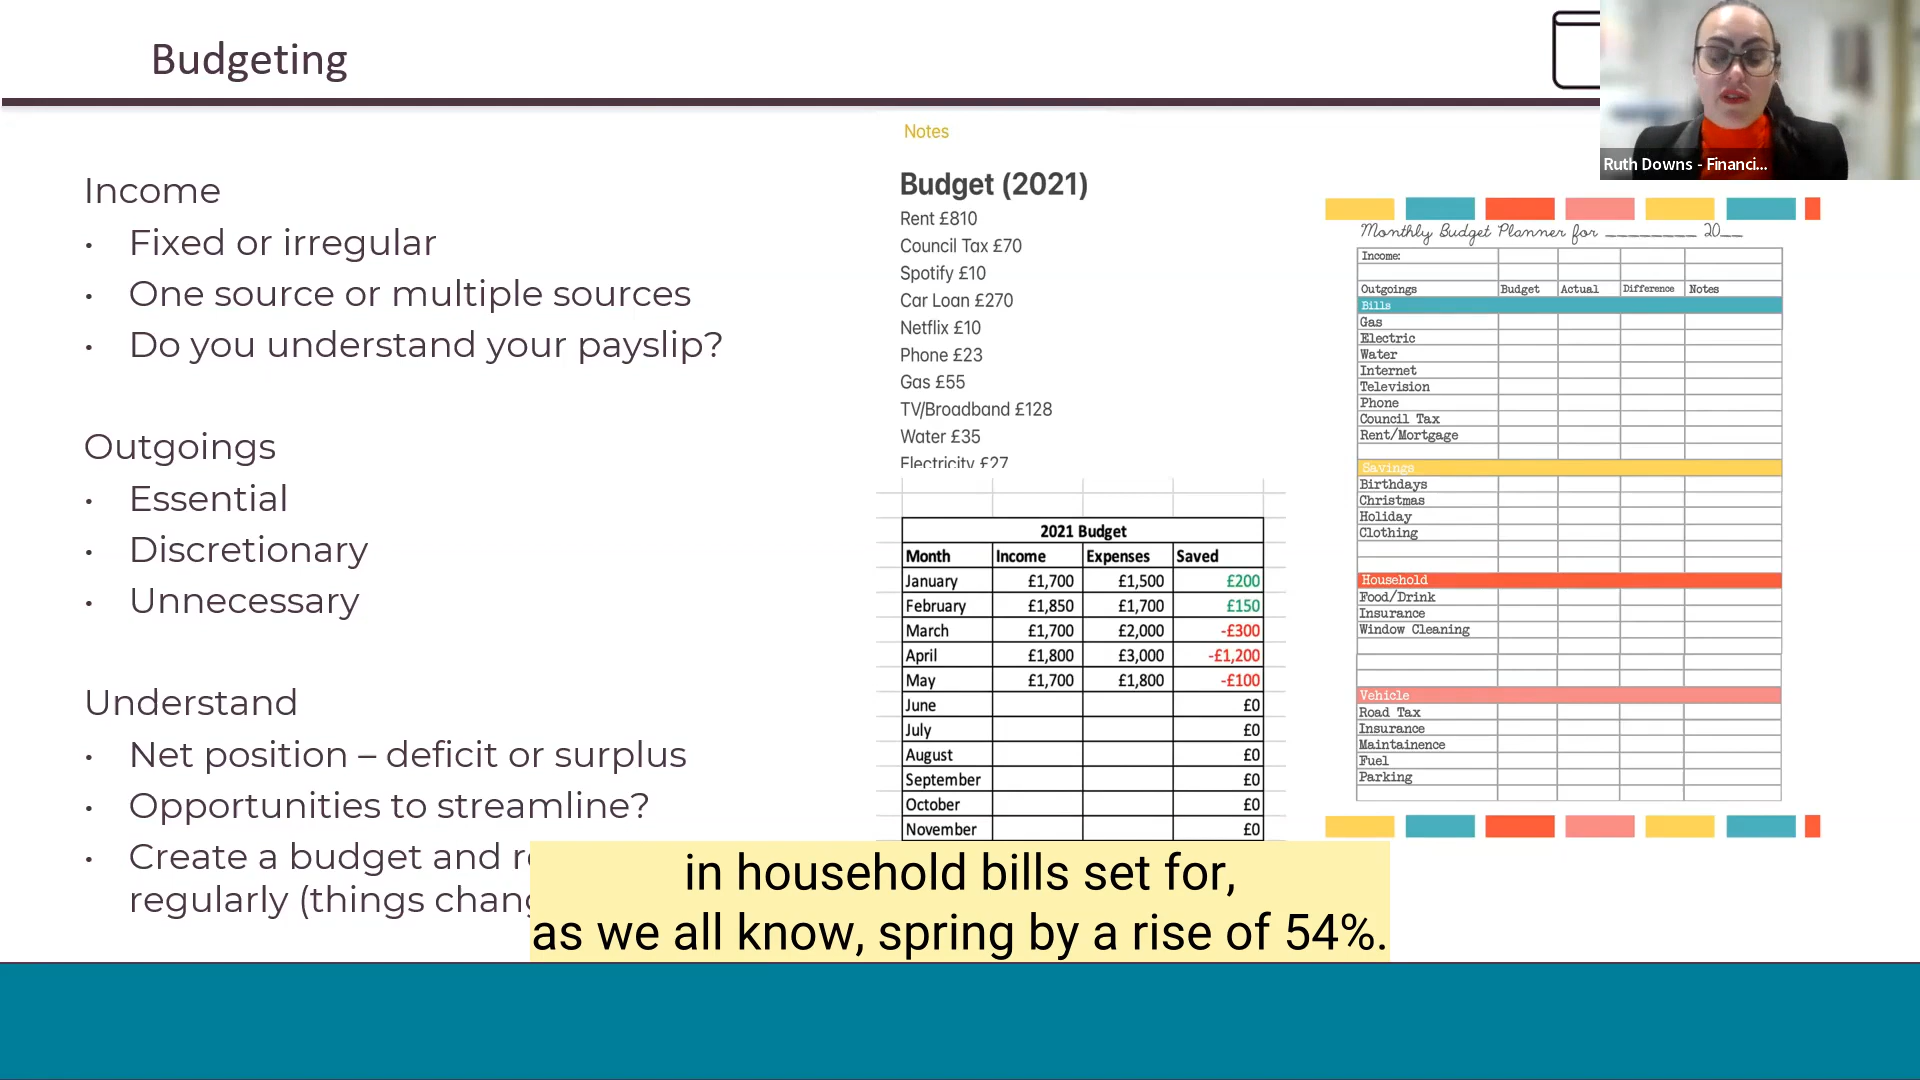 Budgeting
Income
• Fixed or irregular
• One source or multiple sources
• Do you understand your payslip?
Outgoings
• Essential
• Discretionary
• Unnecessary
Understand
• Net position – deficit or surplus
• Opportunities to streamline?
• Create a budget and
regularly (things
Notes
Budget (2021)
Rent £810
Council Tax £70
Spotify £10
Car Loan £270
Netflix £10
Phone £23
Gas £55
TV/Broadband £128
Water £35
Electricity £27
2021 Budget
Month Income Expenses Saved
January £1,700 £1,500 £200
February £1,850 £1,700 £150
March £1,700 £2,000 -£300
April £1,800 £3,000 -£1,200
May £1,700 £1,800 -£100
June £0
July £0
August £0
September £0
October £0
November £0
Ruth Downs - Financi...
Monthly Budget Planner for ________ 20__
Income:
Outgoings Budget Actual Difference Notes
Bills
Gas
Electric
Water
Internet
Television
Phone
Council Tax
Rent/Mortgage
Savings
Birthdays
Christmas
Holiday
Clothing
Household
Food/Drink
Insurance
Window Cleaning
Vehicle
Road Tax
Insurance
Maintainence
Fuel
Parking
in household bills set for,
as we all know, spring by a rise of 54%.